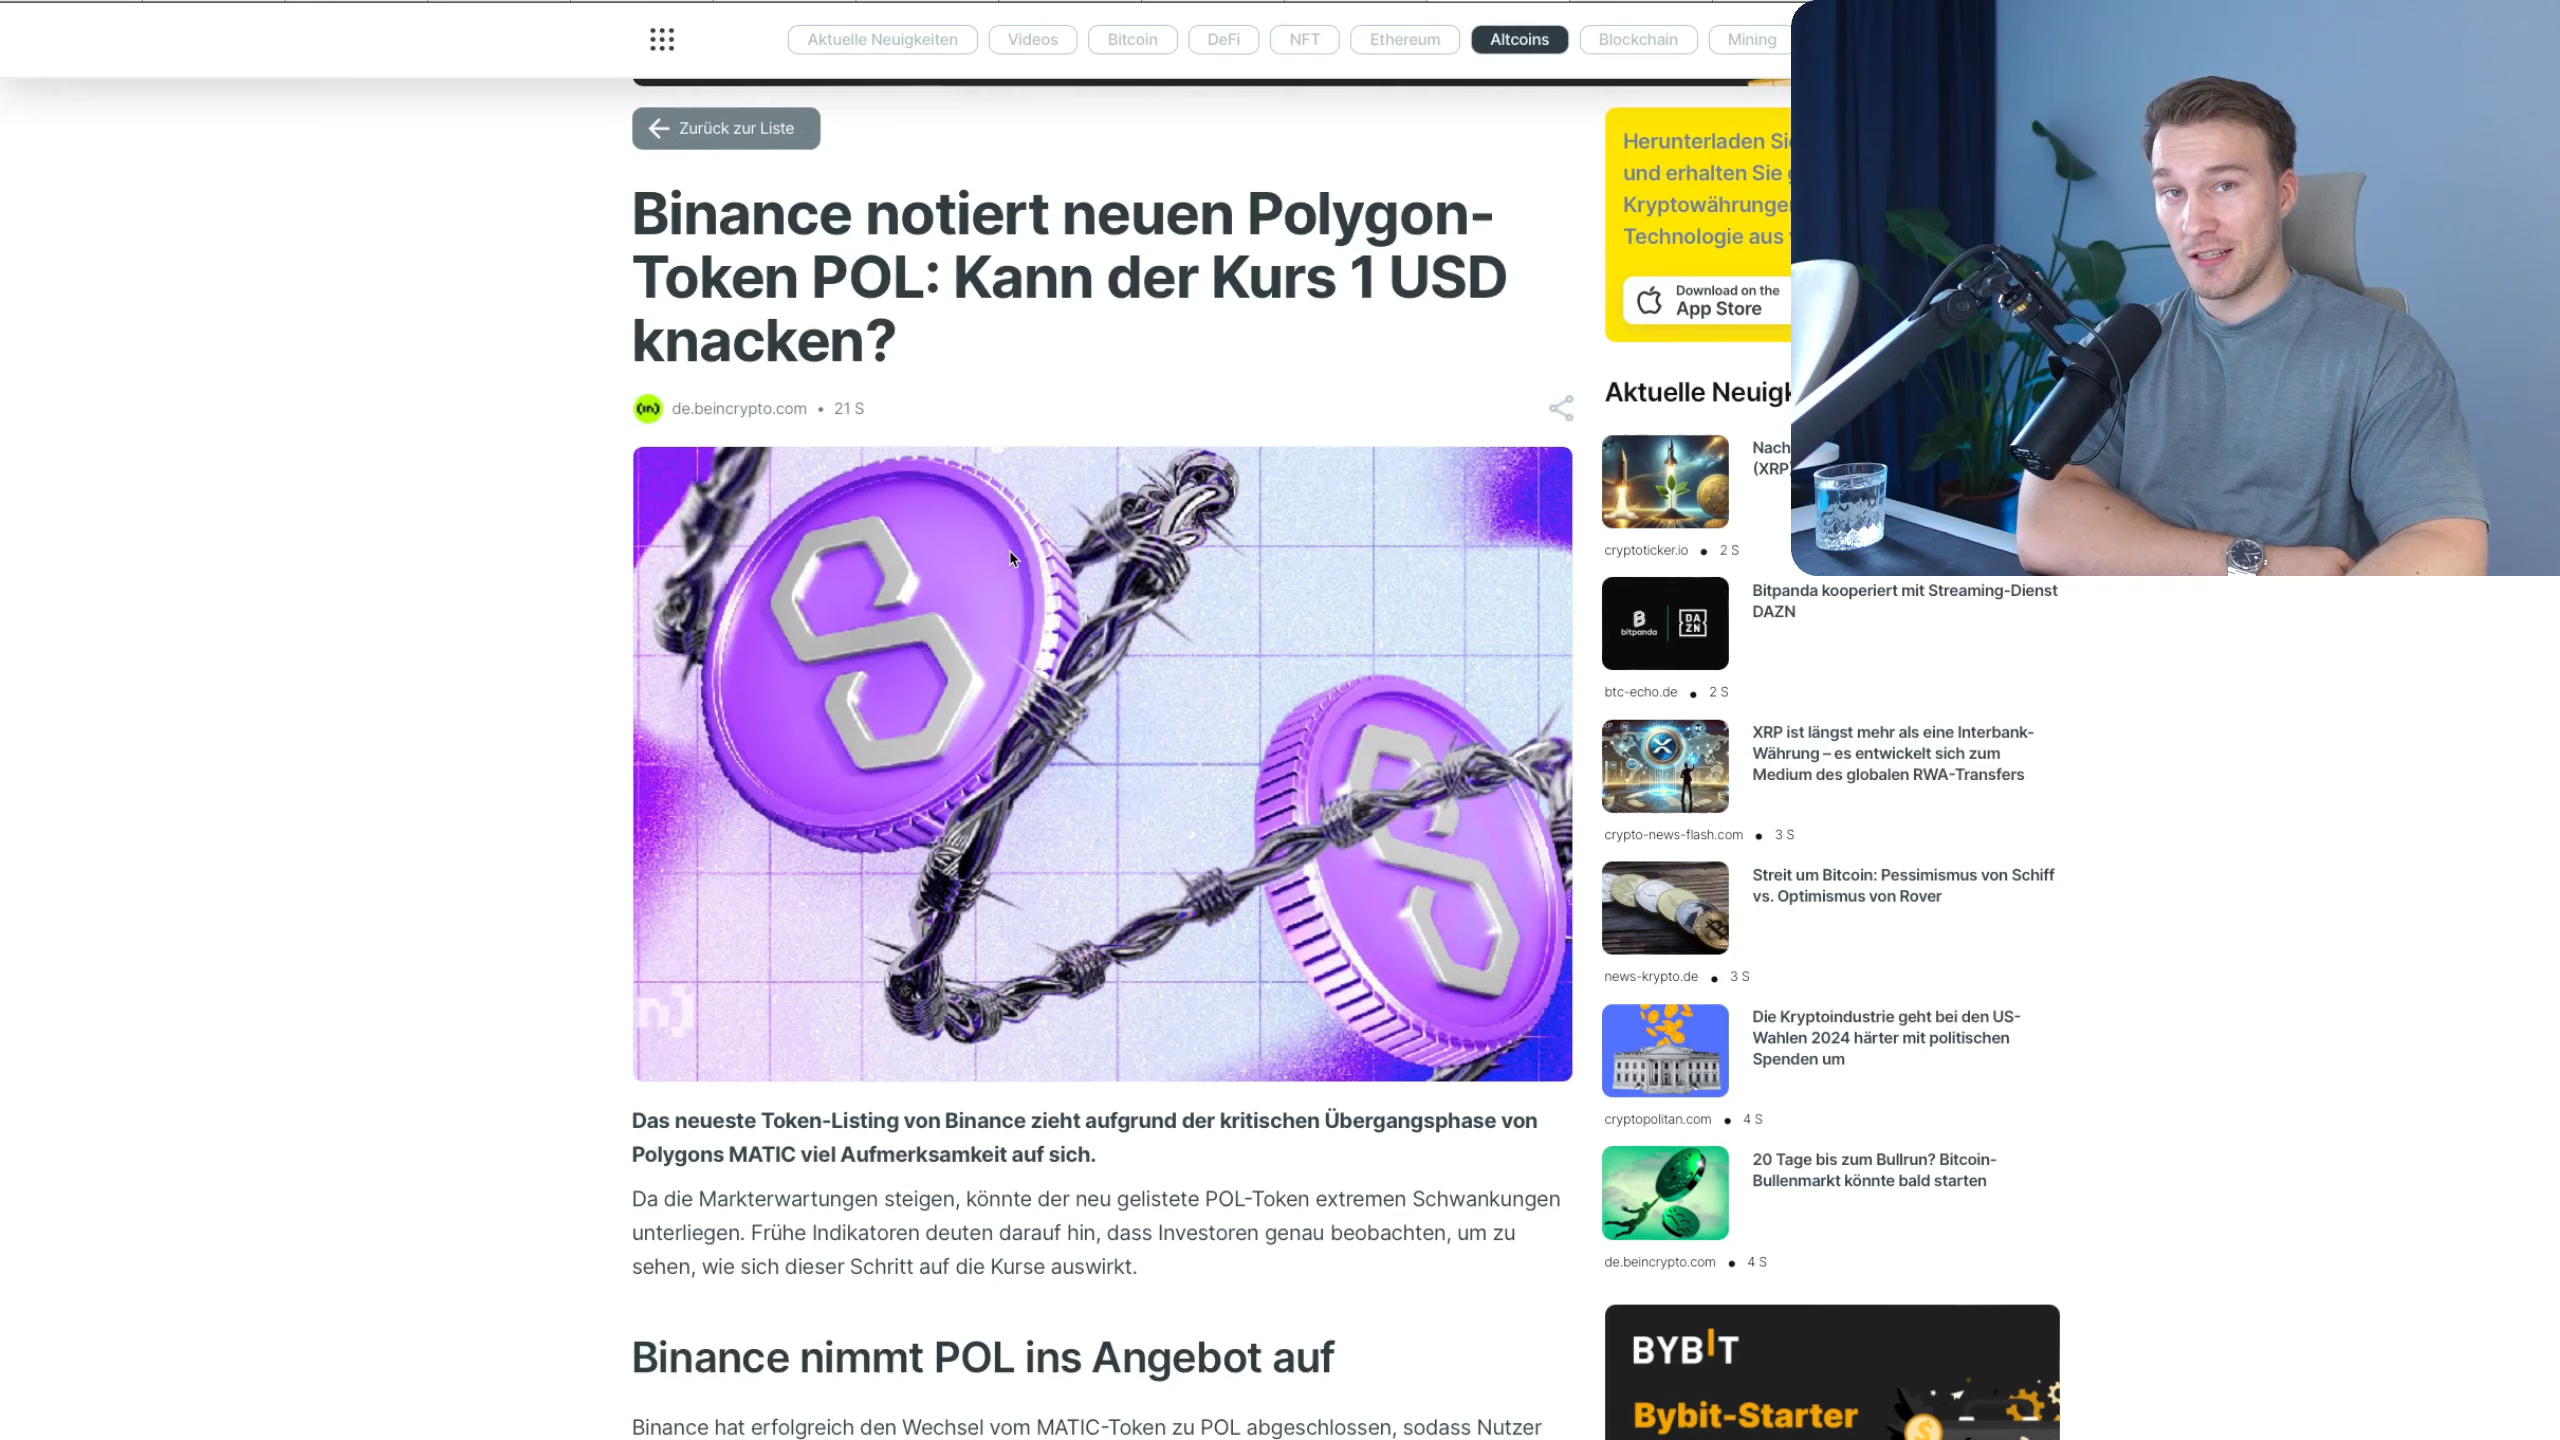 Aktuelle Neuigkeiten
Videos
Bitcoin
DeFi
NFT
Ethereum
Altcoins
Blockchain
Mining
Zurück zur Liste
Binance notiert neuen Polygon-
Token POL: Kann der Kurs 1 USD
knacken?
(in)
de.beincrypto.com • 21 S
n)
Das neueste Token-Listing von Binance zieht aufgrund der kritischen Übergangsphase von
Polygons MATIC viel Aufmerksamkeit auf sich.
Da die Markterwartungen steigen, könnte der neu gelistete POL-Token extremen Schwankungen
unterliegen. Frühe Indikatoren deuten darauf hin, dass Investoren genau beobachten, um zu
sehen, wie sich dieser Schritt auf die Kurse auswirkt.
Binance nimmt POL ins Angebot auf
Binance hat erfolgreich den Wechsel vom MATIC-Token zu POL abgeschlossen, sodass Nutzer
Herunterladen
und erhalten Sie
Technologie aus
Download on the
App Store
Aktuelle
Nach
(XRP
cryptoticker.io • 2 S
bitpanda
DA
ZN
Bitpanda kooperiert mit Streaming-Dienst
DAZN
btc-echo.de • 2 S
XRP ist längst mehr als eine Interbank-
Währung – es entwickelt sich zum
Medium des globalen RWA-Transfers
crypto-news-flash.com • 3 S
Streit um Bitcoin: Pessimismus von Schiff
vs. Optimismus von Rover
news-krypto.de • 3 S
Die Kryptoindustrie geht bei den US-
Wahlen 2024 härter mit politischen
Spenden um
cryptopolitan.com • 4 S
20 Tage bis zum Bullrun? Bitcoin-
Bullenmarkt könnte bald starten
de.beincrypto.com • 4 S
BYBIT
Bybit-Starter